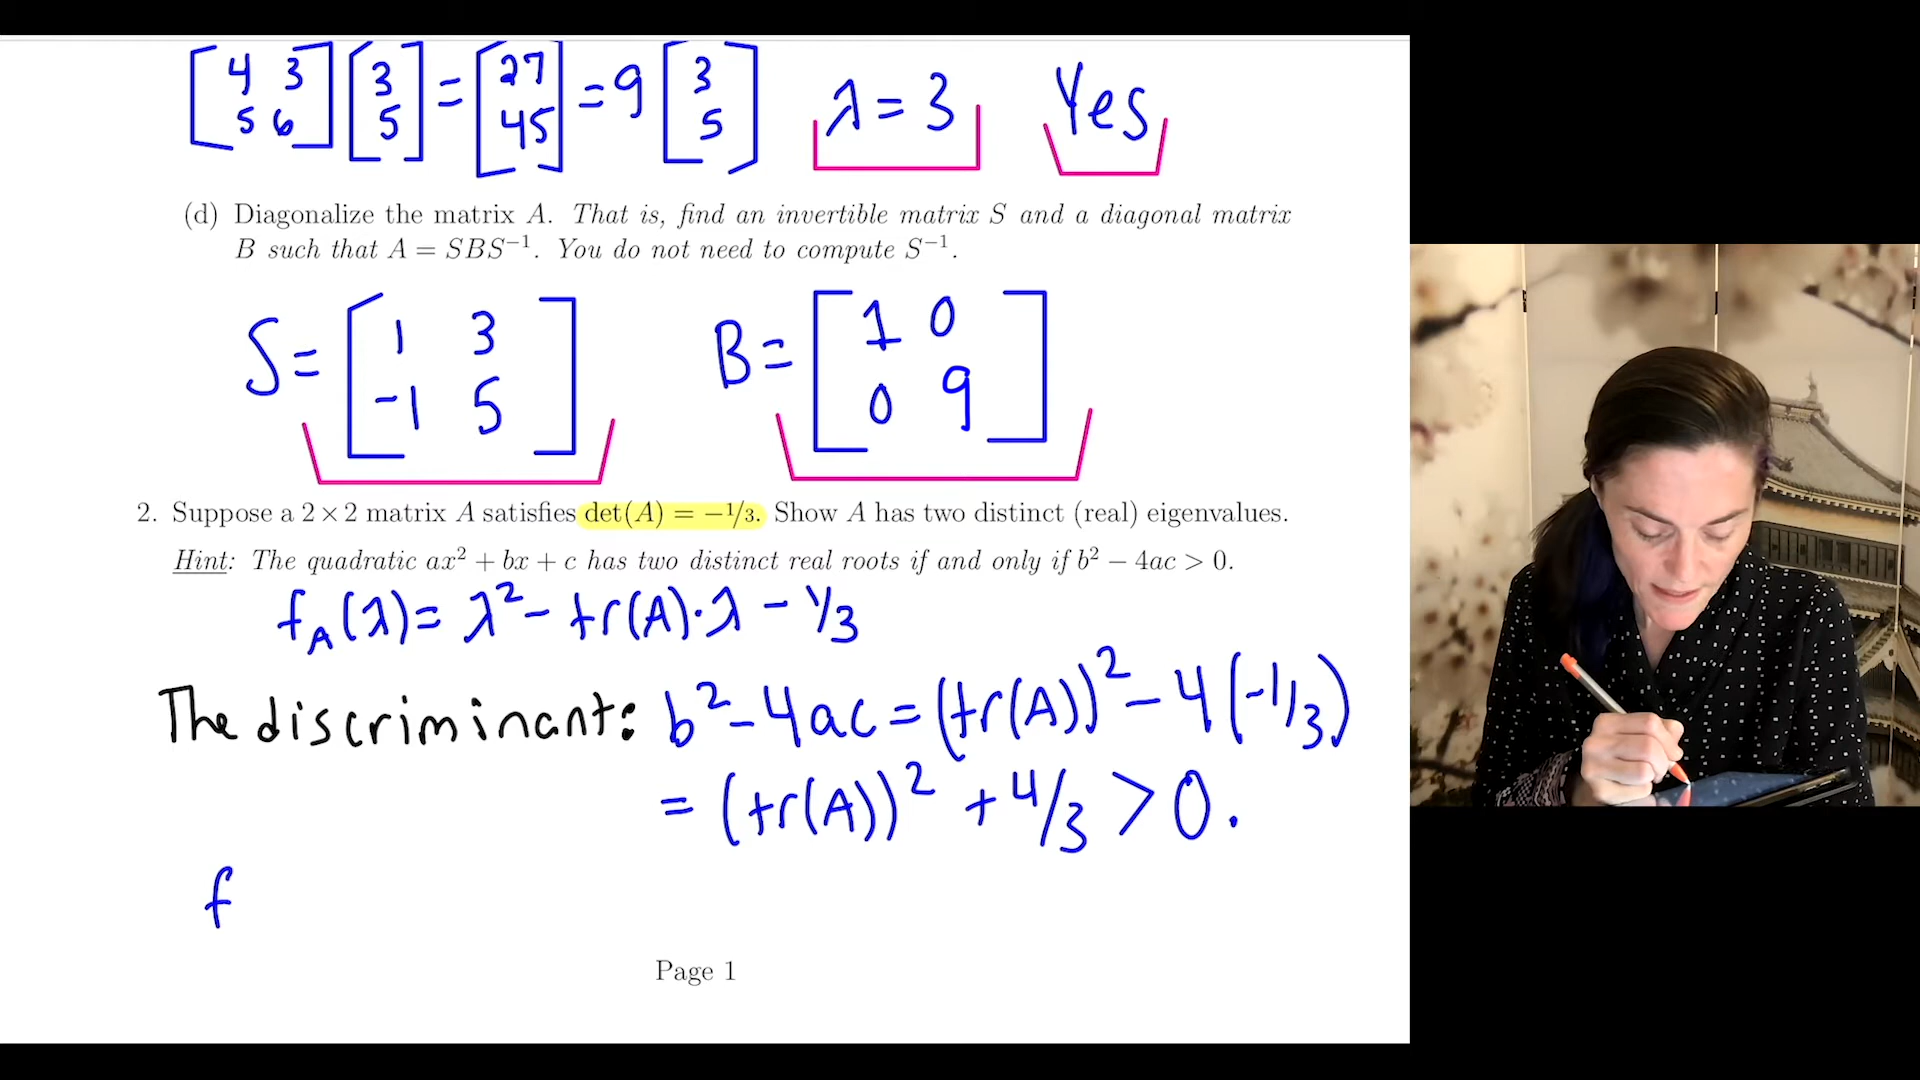 [4 3; 5 6] [3; 5] = [27; 45] = 9 [3; 5] λ = 3 Yes
(d) Diagonalize the matrix A. That is, find an invertible matrix S and a diagonal matrix
B such that A = SBS⁻¹. You do not need to compute S⁻¹.
S = [1 3; -1 5] B = [1 0; 0 9]
2. Suppose a 2 × 2 matrix A satisfies det(A) = −1/3. Show A has two distinct (real) eigenvalues.
Hint: The quadratic ax² + bx + c has two distinct real roots if and only if b² − 4ac > 0.
f_A(λ) = λ² - tr(A)·λ - 1/3
The discriminant: b² - 4ac = (tr(A))² - 4(-1/3)
= (tr(A))² + 4/3 > 0.
f
Page 1